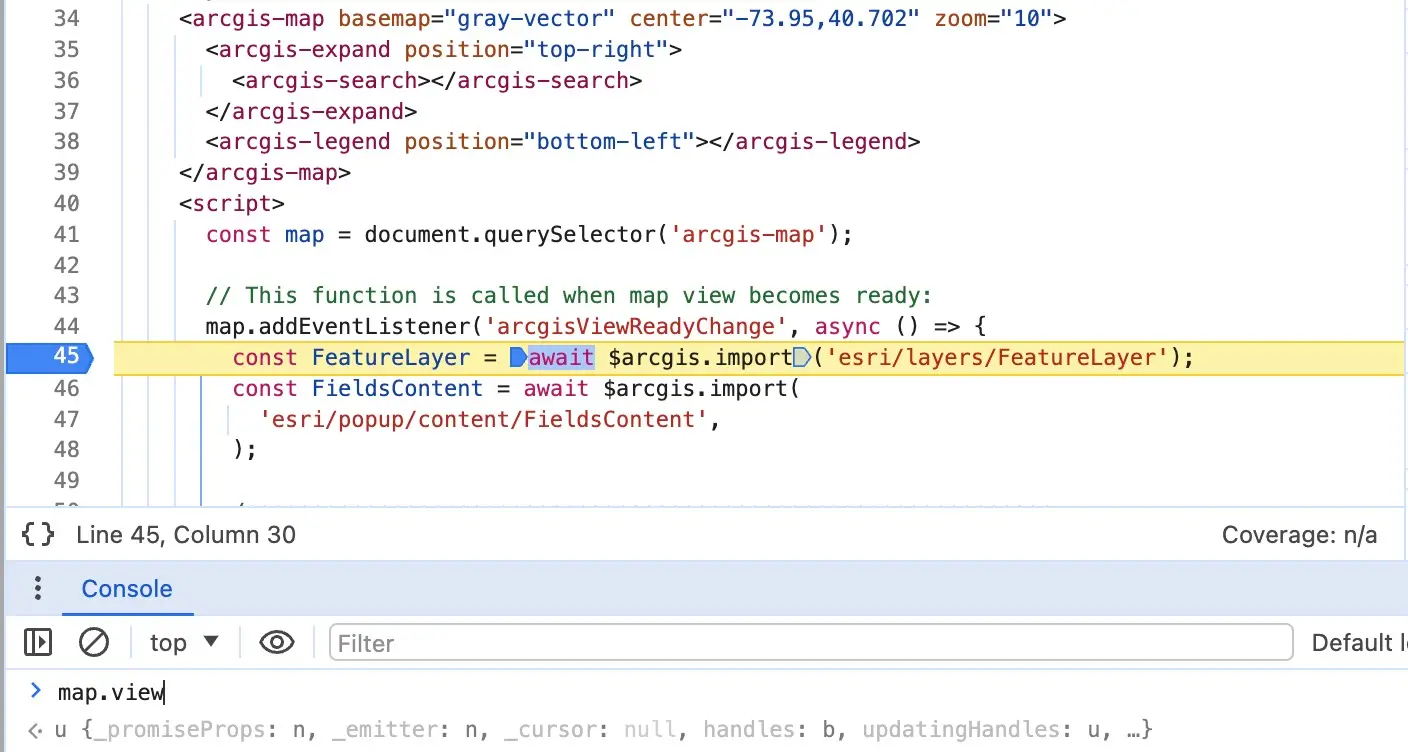 34 <arcgis-map basemap="gray-vector" center="-73.95,40.702" zoom="10">
35 <arcgis-expand position="top-right">
36 <arcgis-search></arcgis-search>
37 </arcgis-expand>
38 <arcgis-legend position="bottom-left"></arcgis-legend>
39 </arcgis-map>
40 <script>
41 const map = document.querySelector('arcgis-map');
42
43 // This function is called when map view becomes ready:
44 map.addEventListener('arcgisViewReadyChange', async () => {
45 const FeatureLayer = await $arcgis.import('esri/layers/FeatureLayer');
46 const FieldsContent = await $arcgis.import(
47 'esri/popup/content/FieldsContent',
48 );
49
{ } Line 45, Column 30 Coverage: n/a
Console
top Filter Default
> map.view
u {_promiseProps: n, _emitter: n, _cursor: null, handles: b, updatingHandles: u, …}